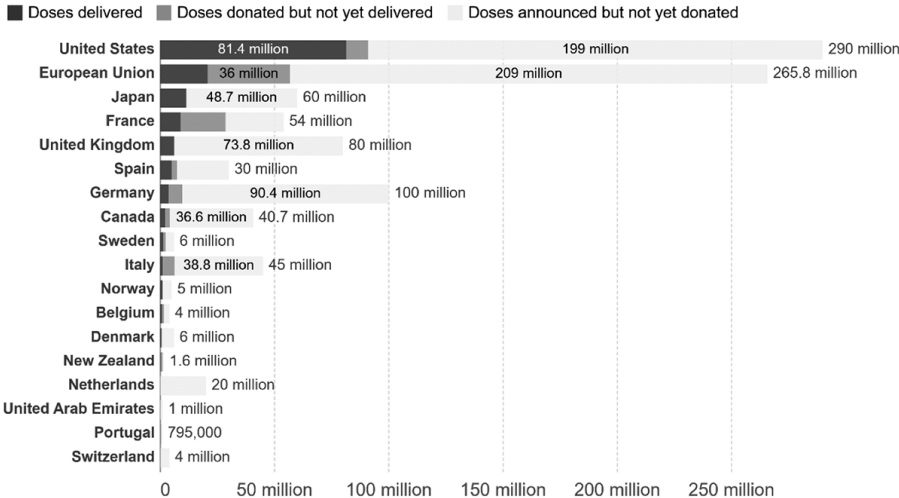 Doses delivered Doses donated but not yet delivered Doses announced but not yet donated
United States 81.4 million 199 million 290 million
European Union 36 million 209 million 265.8 million
Japan 48.7 million 60 million
France 54 million
United Kingdom 73.8 million 80 million
Spain 30 million
Germany 90.4 million 100 million
Canada 36.6 million 40.7 million
Sweden 6 million
Italy 38.8 million 45 million
Norway 5 million
Belgium 4 million
Denmark 6 million
New Zealand 1.6 million
Netherlands 20 million
United Arab Emirates 1 million
Portugal 795,000
Switzerland 4 million
0 50 million 100 million 150 million 200 million 250 million